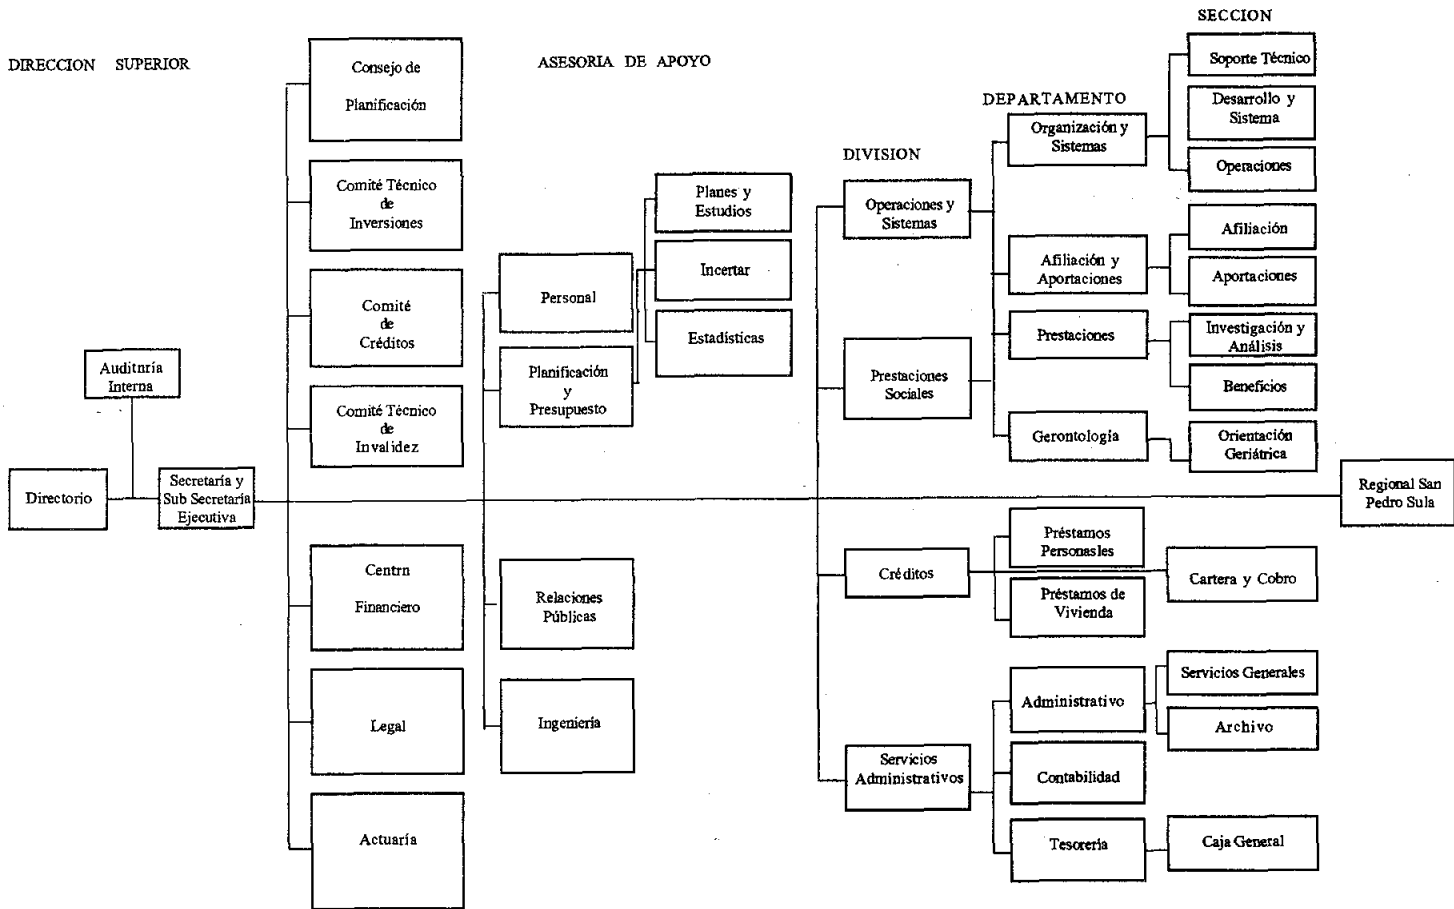 SECCION
DIRECCION SUPERIOR
ASESORIA DE APOYO
DEPARTAMENTO
DIVISION
Auditnría
Interna
Directorio
Secretaría y
Sub Secretaría
Ejecutiva
Consejo de
Planificación
Comité Técnico
de
Inversiones
Comité
de
Créditos
Comité Técnico
de
Invalidez
Centrn
Financiero
Legal
Actuaría
Personal
Planificación
y
Presupuesto
Relaciones
Públicas
Ingeniería
Planes y
Estudios
Incertar
Estadísticas
Operaciones y
Sistemas
Prestaciones
Sociales
Créditos
Servicios
Administrativos
Organización y
Sistemas
Afiliación y
Aportaciones
Prestaciones
Gerontología
Préstamos
Personasles
Préstamos de
Vivienda
Administrativo
Contabilidad
Tesorería
Soporte Técnico
Desarrollo y
Sistema
Operaciones
Afiliación
Aportaciones
Investigación y
Análisis
Beneficios
Orientación
Geriátrica
Cartera y Cobro
Servicios Generales
Archivo
Caja General
Regional San
Pedro Sula